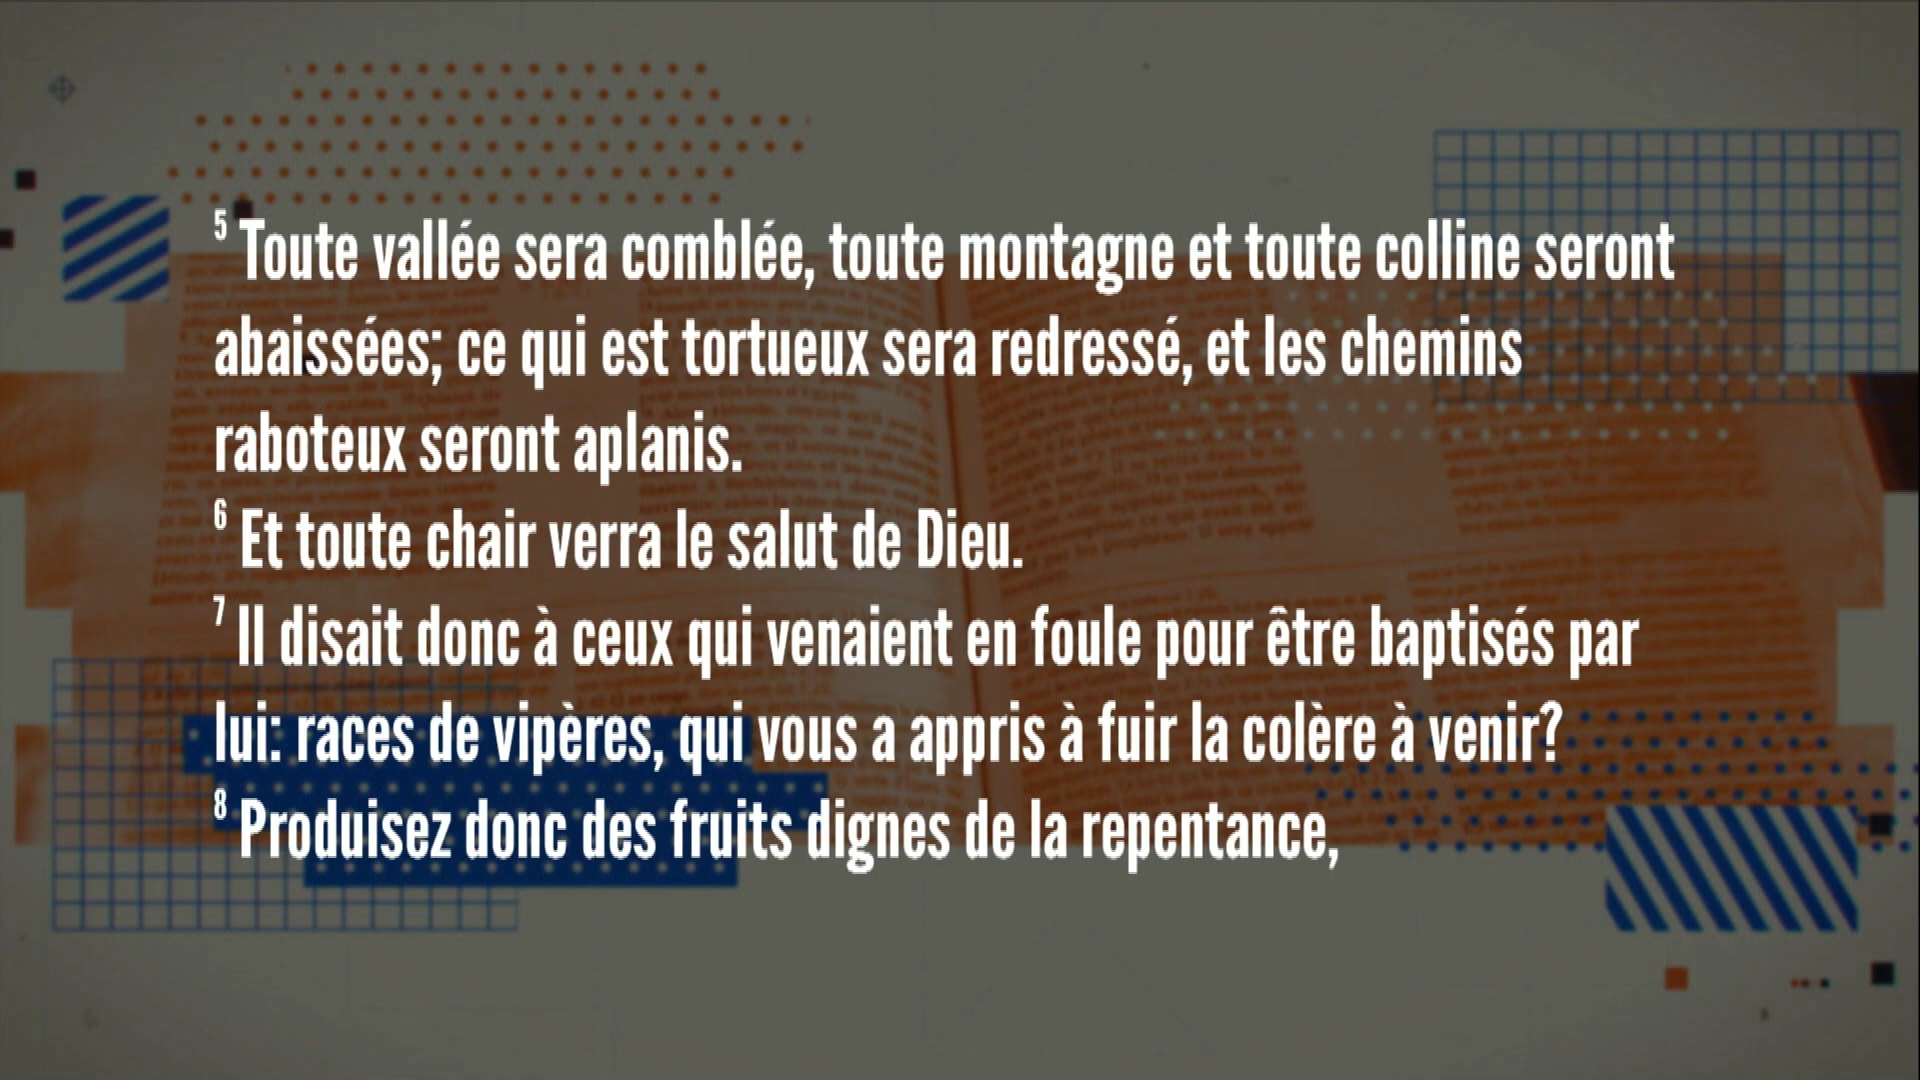 5 Toute vallée sera comblée, toute montagne et toute colline seront
abaissées; ce qui est tortueux sera redressé, et les chemins
raboteux seront aplanis.
6 Et toute chair verra le salut de Dieu.
7 Il disait donc à ceux qui venaient en foule pour être baptisés par
lui: races de vipères, qui vous a appris à fuir la colère à venir?
8 Produisez donc des fruits dignes de la repentance,